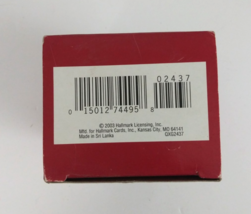 02437
0 15012 74495 8
© 2003 Hallmark Licensing, Inc.
Mfd. for Hallmark Cards, Inc., Kansas City, MO 64141
Made in Sri Lanka
QXG2437